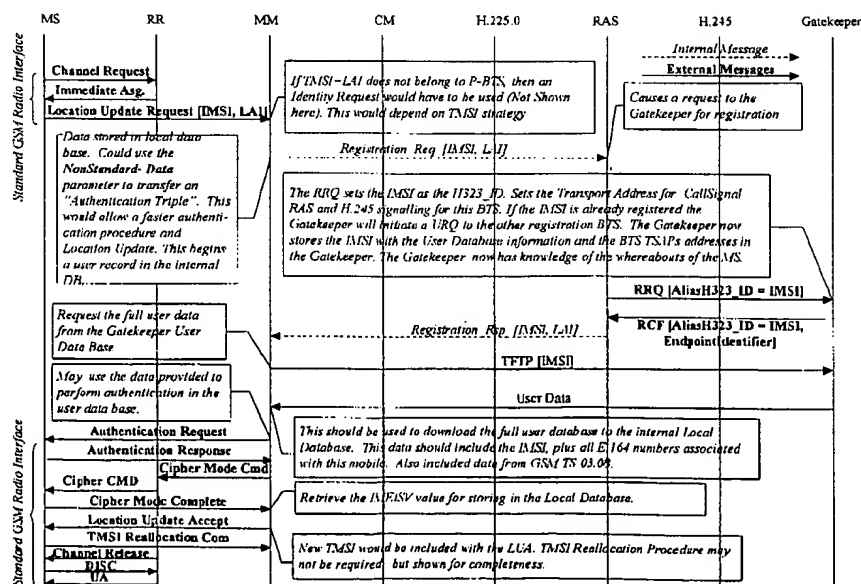 MS RR MM CM H.225.0 RAS H.245 Gatekeeper
Internal Message
External Messages
Standard GSM Radio Interface
Channel Request
Immediate Asg.
Location Update Request [IMSI, LAI]
If TMSI-LAI does not belong to P-BTS, then an
Identity Request would have to be used (Not Shown
here). This would depend on TMSI strategy
Causes a request to the
Gatekeeper for registration
Data stored in local data
base. Could use the
NonStandard- Data
parameter to transfer an
"Authentication Triple". This
would allow a faster authenti-
cation procedure and
Location Update. This begins
a user record in the internal
DB.
Registration Req [IMSI, LAI]
The RRQ sets the IMSI as the H323_ID. Sets the Transport Address for CallSignal
RAS and H.245 signalling for this BTS. If the IMSI is already registered the
Gatekeeper will initiate a URQ to the other registration BTS. The Gatekeeper now
stores the IMSI with the User Database information and the BTS TSAPs addresses in
the Gatekeeper. The Gatekeeper now has knowledge of the whereabouts of the MS.
RRQ [AliasH323_ID = IMSI]
Request the full user data
from the Gatekeeper User
Data Base
Registration Rsp [IMSI, LAI]
RCF [AliasH323_ID = IMSI,
EndpointIdentifier]
TFTP [IMSI]
May use the data provided to
perform authentication in the
user data base.
User Data
Standard GSM Radio Interface
Authentication Request
Authentication Response
Cipher Mode Cmd
Cipher CMD
This should be used to download the full user database to the internal Local
Database. This data should include the IMSI, plus all E.164 numbers associated
with this mobile. Also included data from GSM TS 03.08.
Cipher Mode Complete
Retrieve the IMEISV value for storing in the Local Database.
Location Update Accept
TMSI Reallocation Com
Channel Release
DISC
UA
New TMSI would be included with the LUA. TMSI Reallocation Procedure may
not be required, but shown for completeness.